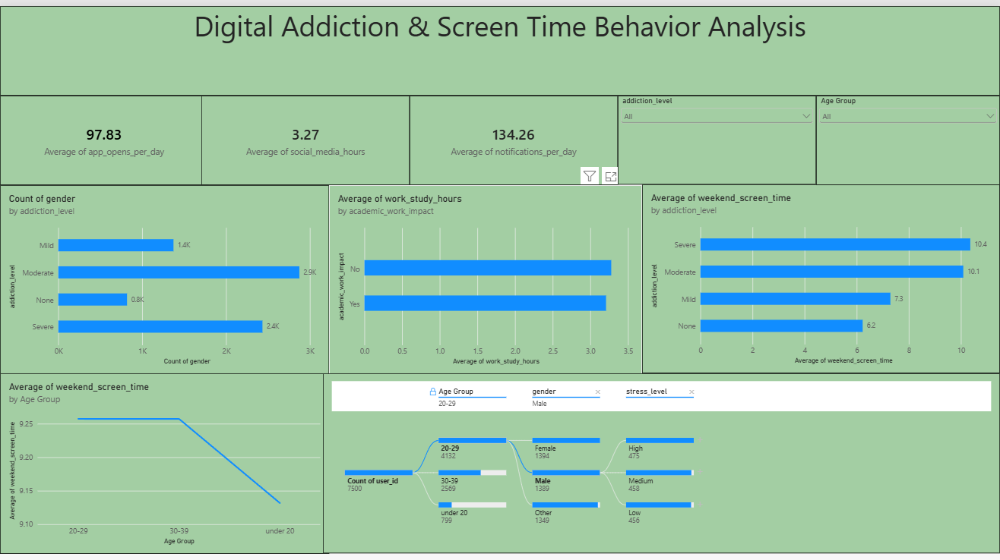 Digital Addiction & Screen Time Behavior Analysis
97.83
Average of app_opens_per_day
3.27
Average of social_media_hours
134.26
Average of notifications_per_day
addiction_level
All
Age Group
All
Count of gender
by addiction_level
addiction_level
Mild 1.4K
Moderate 2.9K
None 0.8K
Severe 2.4K
0K 1K 2K 3K
Count of gender
Average of work_study_hours
by academic_work_impact
academic_work_impact
No
Yes
0.0 0.5 1.0 1.5 2.0 2.5 3.0 3.5
Average of work_study_hours
Average of weekend_screen_time
by addiction_level
addiction_level
Severe 10.4
Moderate 10.1
Mild 7.3
None 6.2
0 2 4 6 8 10
Average of weekend_screen_time
Average of weekend_screen_time
by Age Group
Average of weekend_screen_time
9.25
9.20
9.15
9.10
20-29 30-39 under 20
Age Group
Age Group gender stress_level
20-29 Male
Count of user_id
7500
20-29
4132
30-39
2569
under 20
799
Female
1394
Male
1389
Other
1349
High
475
Medium
458
Low
456